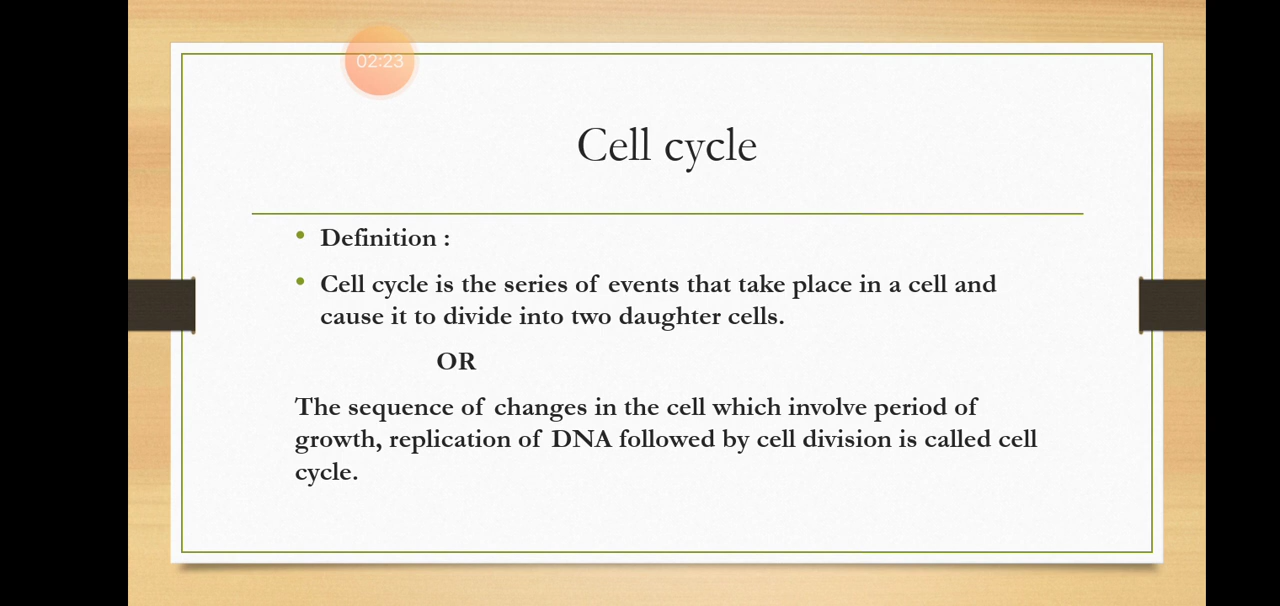 02:23
Cell cycle
• Definition :
• Cell cycle is the series of events that take place in a cell and
cause it to divide into two daughter cells.
OR
The sequence of changes in the cell which involve period of
growth, replication of DNA followed by cell division is called cell
cycle.